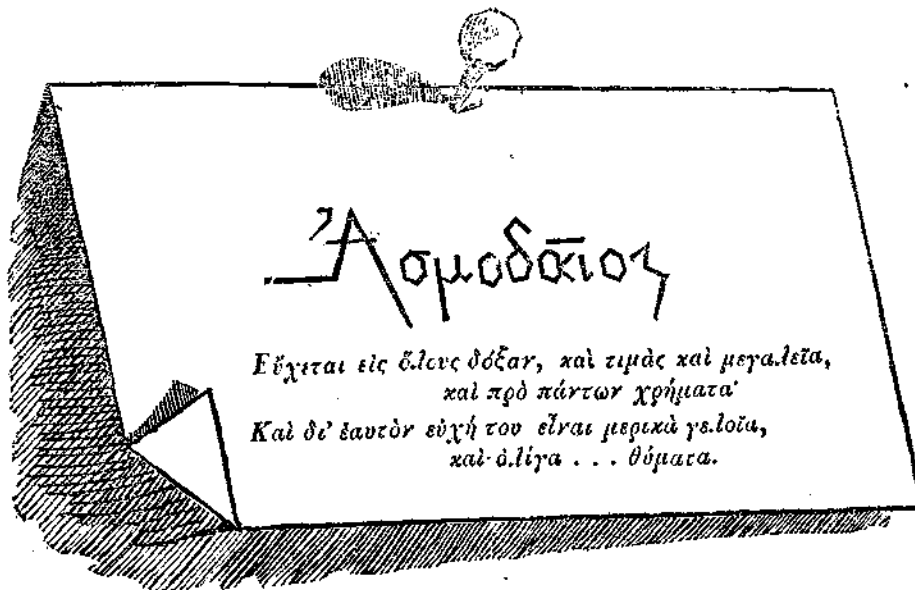 Ἀσμοδαῖος
Εὔχεται εἰς ὅλους δόξαν, καὶ τιμὰς καὶ μεγαλεῖα,
καὶ πρὸ πάντων χρήματα·
Καὶ δι' ἑαυτὸν εὐχή του εἶναι μερικὰ γελοῖα,
καὶ ὀλίγα . . . θύματα.